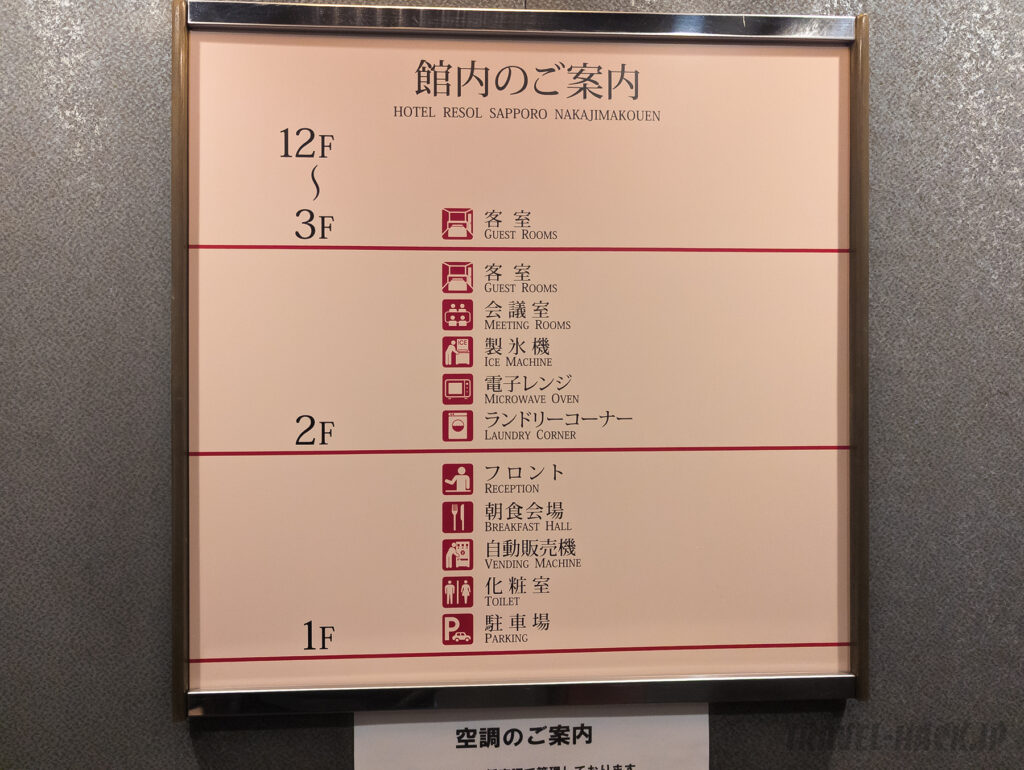 館内のご案内
HOTEL RESOL SAPPORO NAKAJIMAKOUEN
12F
〜
3F
客室
GUEST ROOMS
客室
GUEST ROOMS
会議室
MEETING ROOMS
製氷機
ICE MACHINE
電子レンジ
MICROWAVE OVEN
2F
ランドリーコーナー
LAUNDRY CORNER
フロント
RECEPTION
朝食会場
BREAKFAST HALL
自動販売機
VENDING MACHINE
化粧室
TOILET
1F
駐車場
PARKING
空調のご案内
TRAVEL-HACK.JP